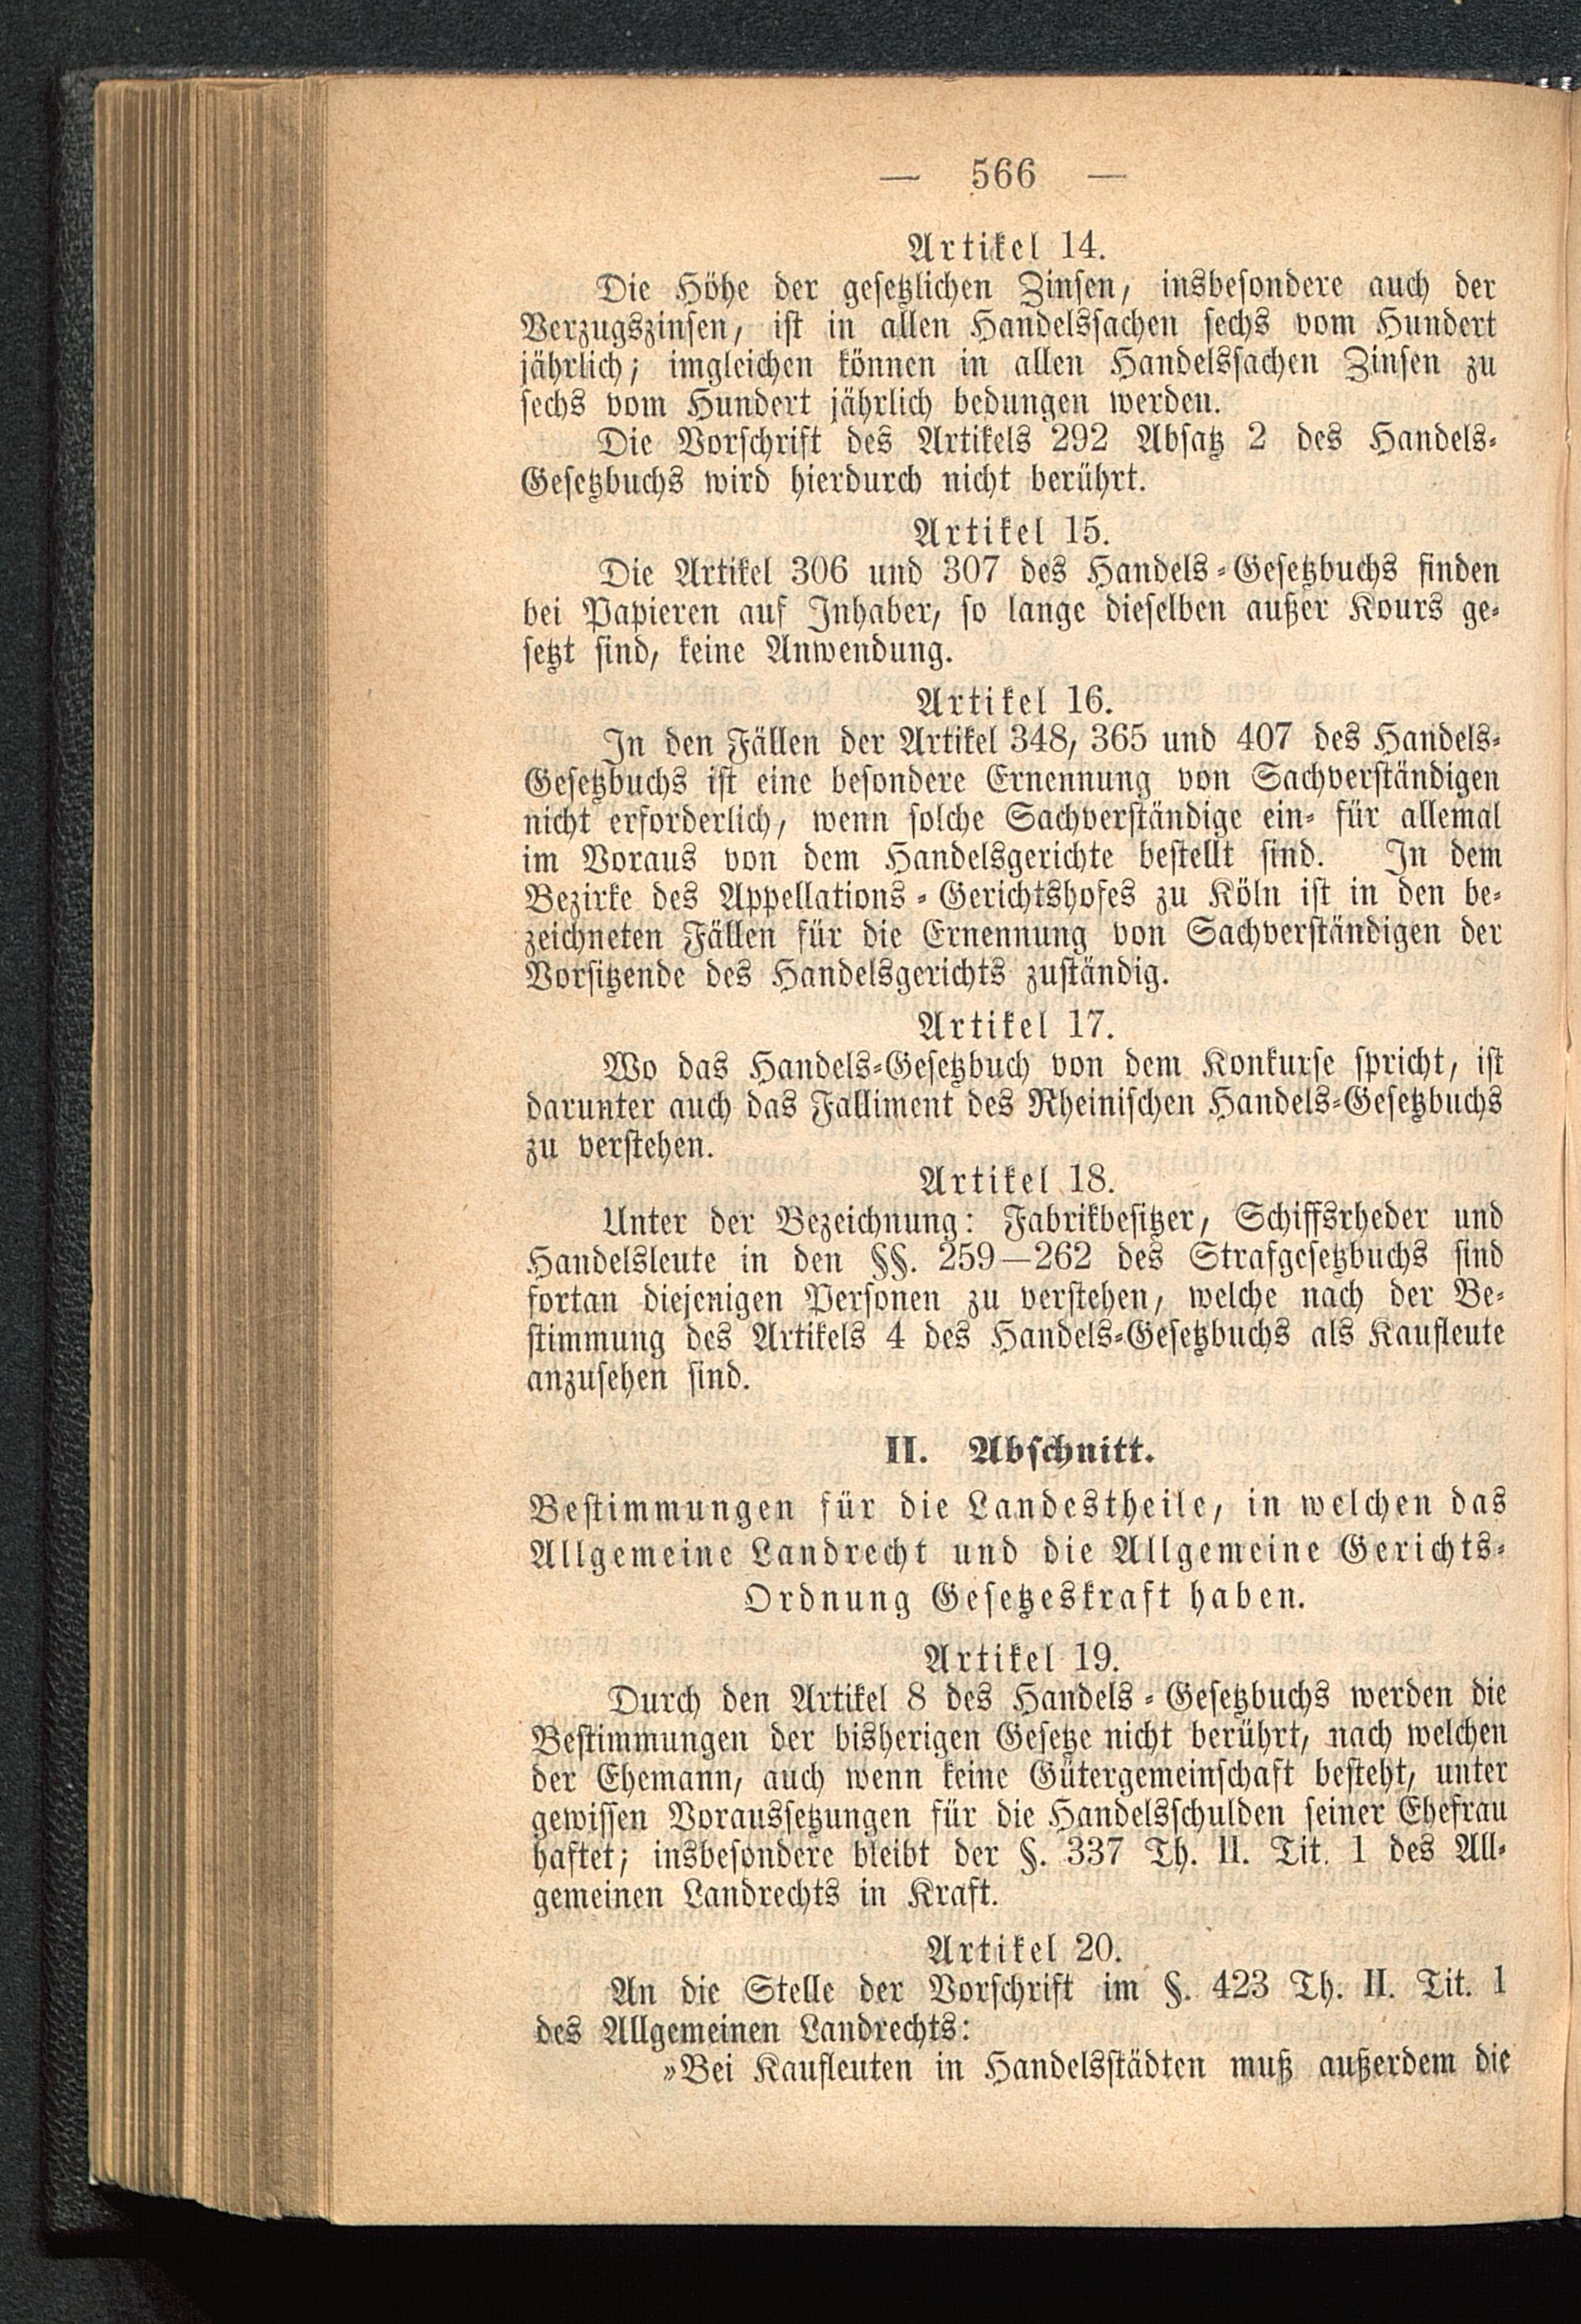 — 566 —
Artikel 14.
Die Höhe der gesetzlichen Zinsen, insbesondere auch der
Verzugszinsen, ist in allen Handelssachen sechs vom Hundert
jährlich; imgleichen können in allen Handelssachen Zinsen zu
sechs vom Hundert jährlich bedungen werden.
Die Vorschrift des Artikels 292 Absatz 2 des Handels-
Gesetzbuchs wird hierdurch nicht berührt.
Artikel 15.
Die Artikel 306 und 307 des Handels-Gesetzbuchs finden
bei Papieren auf Inhaber, so lange dieselben außer Kours ge-
setzt sind, keine Anwendung.
Artikel 16.
In den Fällen der Artikel 348, 365 und 407 des Handels-
Gesetzbuchs ist eine besondere Ernennung von Sachverständigen
nicht erforderlich, wenn solche Sachverständige ein- für allemal
im Voraus von dem Handelsgerichte bestellt sind. In dem
Bezirke des Appellations-Gerichtshofes zu Köln ist in den be-
zeichneten Fällen für die Ernennung von Sachverständigen der
Vorsitzende des Handelsgerichts zuständig.
Artikel 17.
Wo das Handels-Gesetzbuch von dem Konkurse spricht, ist
darunter auch das Falliment des Rheinischen Handels-Gesetzbuchs
zu verstehen.
Artikel 18.
Unter der Bezeichnung: Fabrikbesitzer, Schiffsrheder und
Handelsleute in den §§. 259—262 des Strafgesetzbuchs sind
fortan diejenigen Personen zu verstehen, welche nach der Be-
stimmung des Artikels 4 des Handels-Gesetzbuchs als Kaufleute
anzusehen sind.
II. Abschnitt.
Bestimmungen für die Landestheile, in welchen das
Allgemeine Landrecht und die Allgemeine Gerichts-
Ordnung Gesetzeskraft haben.
Artikel 19.
Durch den Artikel 8 des Handels-Gesetzbuchs werden die
Bestimmungen der bisherigen Gesetze nicht berührt, nach welchen
der Ehemann, auch wenn keine Gütergemeinschaft besteht, unter
gewissen Voraussetzungen für die Handelsschulden seiner Ehefrau
haftet; insbesondere bleibt der §. 337 Th. II. Tit. 1 des All-
gemeinen Landrechts in Kraft.
Artikel 20.
An die Stelle der Vorschrift im §. 423 Th. II. Tit. 1
des Allgemeinen Landrechts:
»Bei Kaufleuten in Handelsstädten muß außerdem die